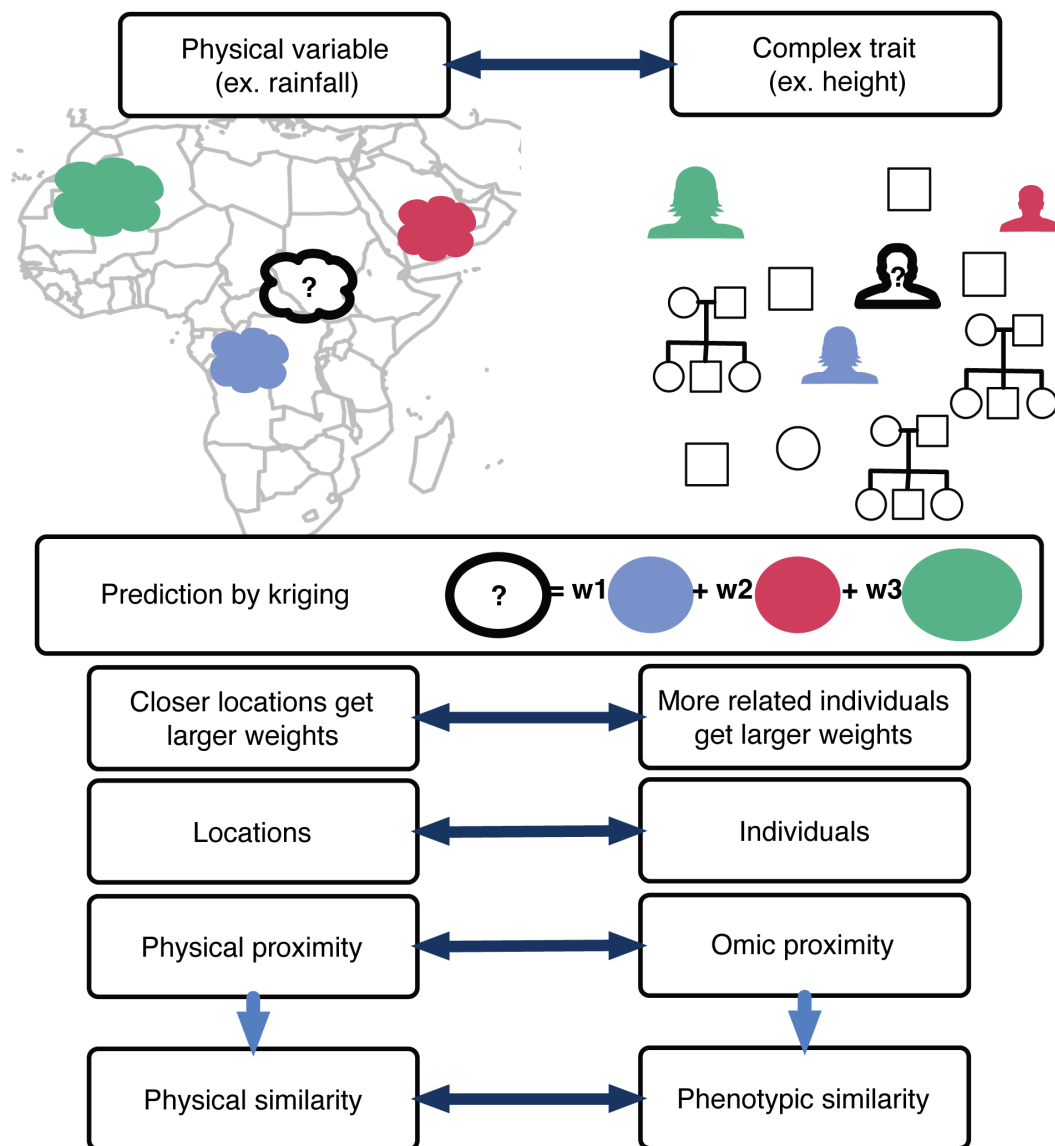 Physical variable
(ex. rainfall)
Complex trait
(ex. height)
?
?
Prediction by kriging
? = w1 + w2 + w3
Closer locations get
larger weights
More related individuals
get larger weights
Locations
Individuals
Physical proximity
Omic proximity
Physical similarity
Phenotypic similarity